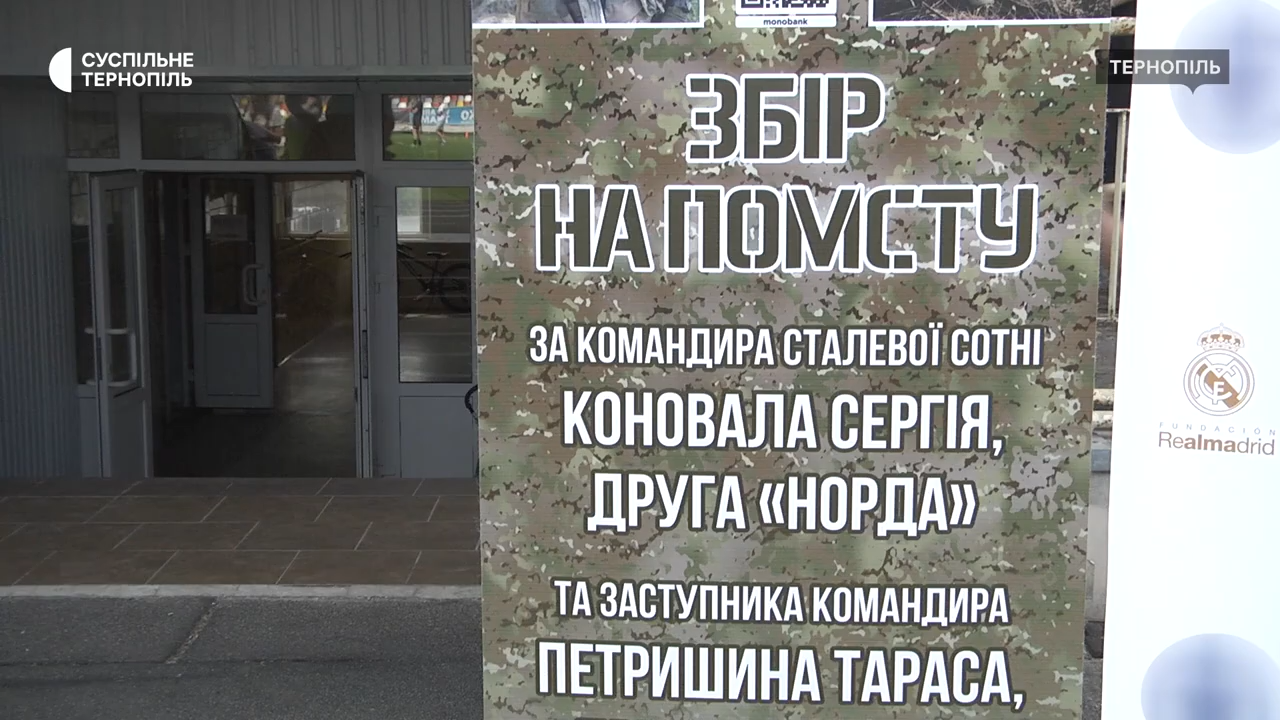 СУСПІЛЬНЕ
ТЕРНОПІЛЬ
ТЕРНОПІЛЬ
monobank
ЗБІР
НА ПОМСТУ
ЗА КОМАНДИРА СТАЛЕВОЇ СОТНІ
КОНОВАЛА СЕРГІЯ,
ДРУГА «НОРДА»
ТА ЗАСТУПНИКА КОМАНДИРА
ПЕТРИШИНА ТАРАСА,
FUNDACIÓN
Realmadrid